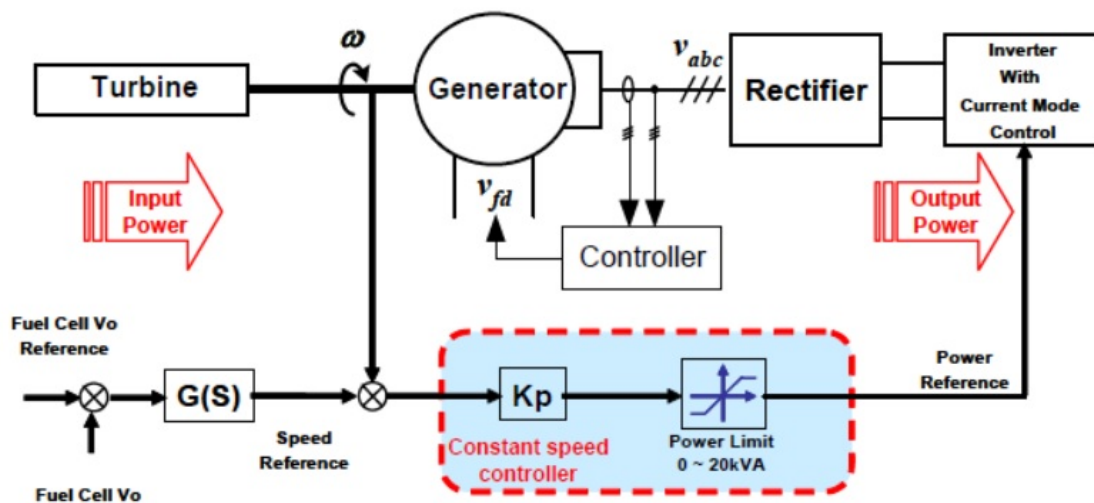 ω
Turbine
Generator
v_abc
Rectifier
Inverter
With
Current Mode
Control
Input
Power
v_fd
Controller
Output
Power
Fuel Cell Vo
Reference
G(S)
Speed
Reference
Kp
Constant speed
controller
Power Limit
0 ~ 20kVA
Power
Reference
Fuel Cell Vo